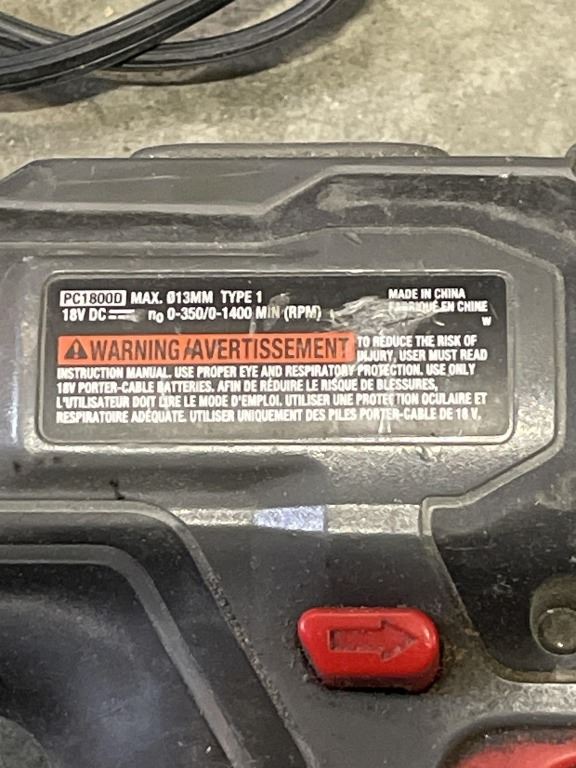 PC1800D MAX. Ø13MM TYPE 1 MADE IN CHINA
18V DC n₀ 0-350/0-1400 MIN (RPM) FABRIQUÉ EN CHINE
W
WARNING/AVERTISSEMENT TO REDUCE THE RISK OF
INJURY, USER MUST READ
INSTRUCTION MANUAL. USE PROPER EYE AND RESPIRATORY PROTECTION. USE ONLY
18V PORTER-CABLE BATTERIES. AFIN DE RÉDUIRE LE RISQUE DE BLESSURES,
L'UTILISATEUR DOIT LIRE LE MODE D'EMPLOI. UTILISER UNE PROTECTION OCULAIRE ET
RESPIRATOIRE ADÉQUATE. UTILISER UNIQUEMENT DES PILES PORTER-CABLE DE 18 V.